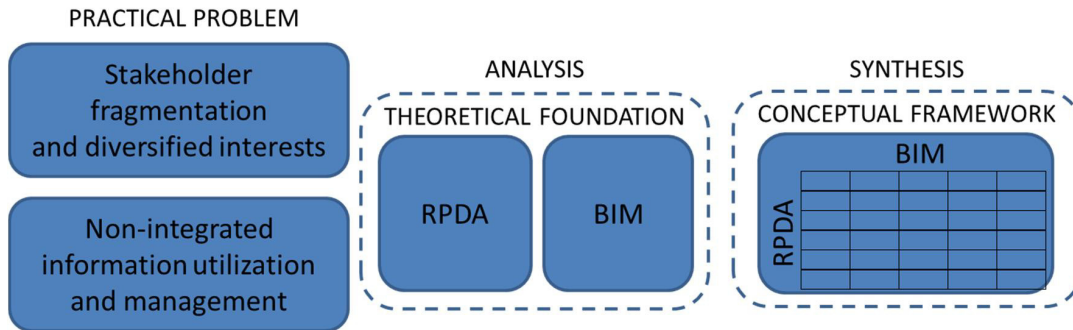 PRACTICAL PROBLEM
Stakeholder
fragmentation
and diversified interests
Non-integrated
information utilization
and management
ANALYSIS
THEORETICAL FOUNDATION
RPDA
BIM
SYNTHESIS
CONCEPTUAL FRAMEWORK
BIM
RPDA